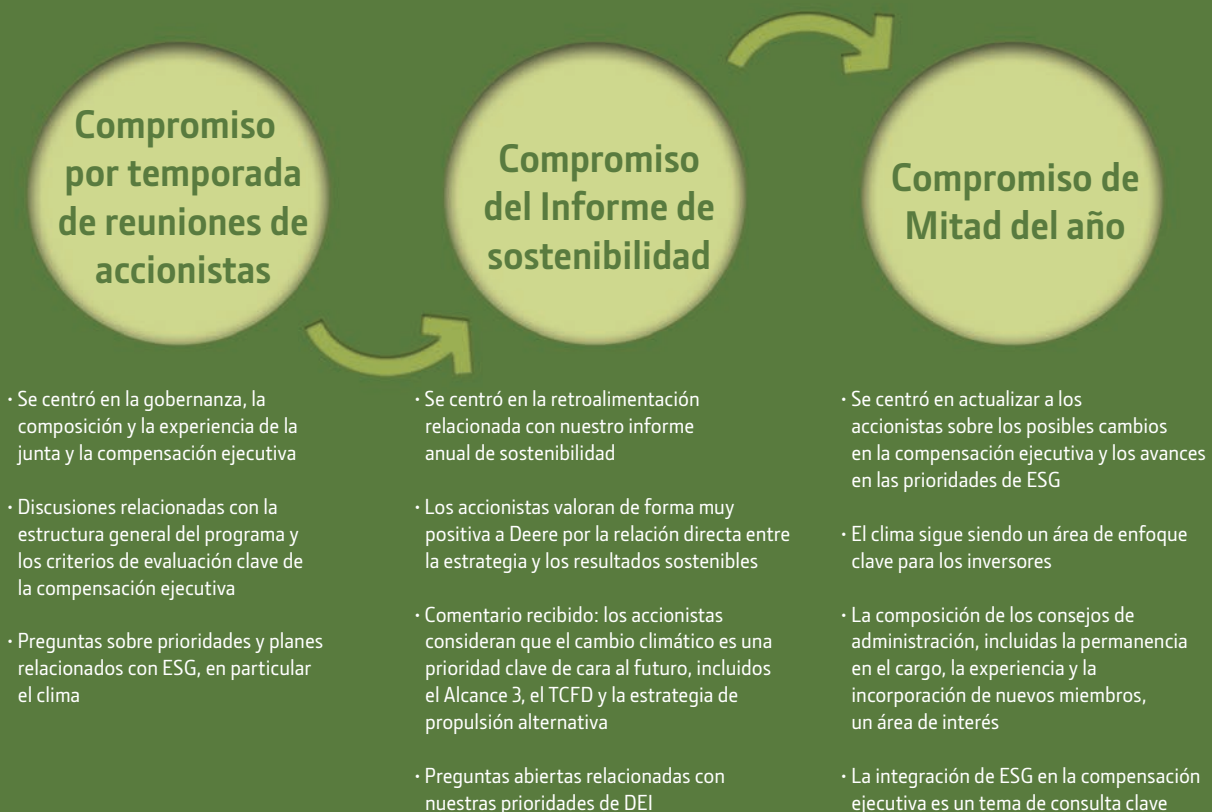 Compromiso
por temporada
de reuniones de
accionistas
Compromiso
del Informe de
sostenibilidad
Compromiso de
Mitad del año
· Se centró en la gobernanza, la
composición y la experiencia de la
junta y la compensación ejecutiva
· Discusiones relacionadas con la
estructura general del programa y
los criterios de evaluación clave de
la compensación ejecutiva
· Preguntas sobre prioridades y planes
relacionados con ESG, en particular
el clima
· Se centró en la retroalimentación
relacionada con nuestro informe
anual de sostenibilidad
· Los accionistas valoran de forma muy
positiva a Deere por la relación directa entre
la estrategia y los resultados sostenibles
· Comentario recibido: los accionistas
consideran que el cambio climático es una
prioridad clave de cara al futuro, incluidos
el Alcance 3, el TCFD y la estrategia de
propulsión alternativa
· Preguntas abiertas relacionadas con
nuestras prioridades de DEI
· Se centró en actualizar a los
accionistas sobre los posibles cambios
en la compensación ejecutiva y los avances
en las prioridades de ESG
· El clima sigue siendo un área de enfoque
clave para los inversores
· La composición de los consejos de
administración, incluidas la permanencia
en el cargo, la experiencia y la
incorporación de nuevos miembros,
un área de interés
· La integración de ESG en la compensación
ejecutiva es un tema de consulta clave